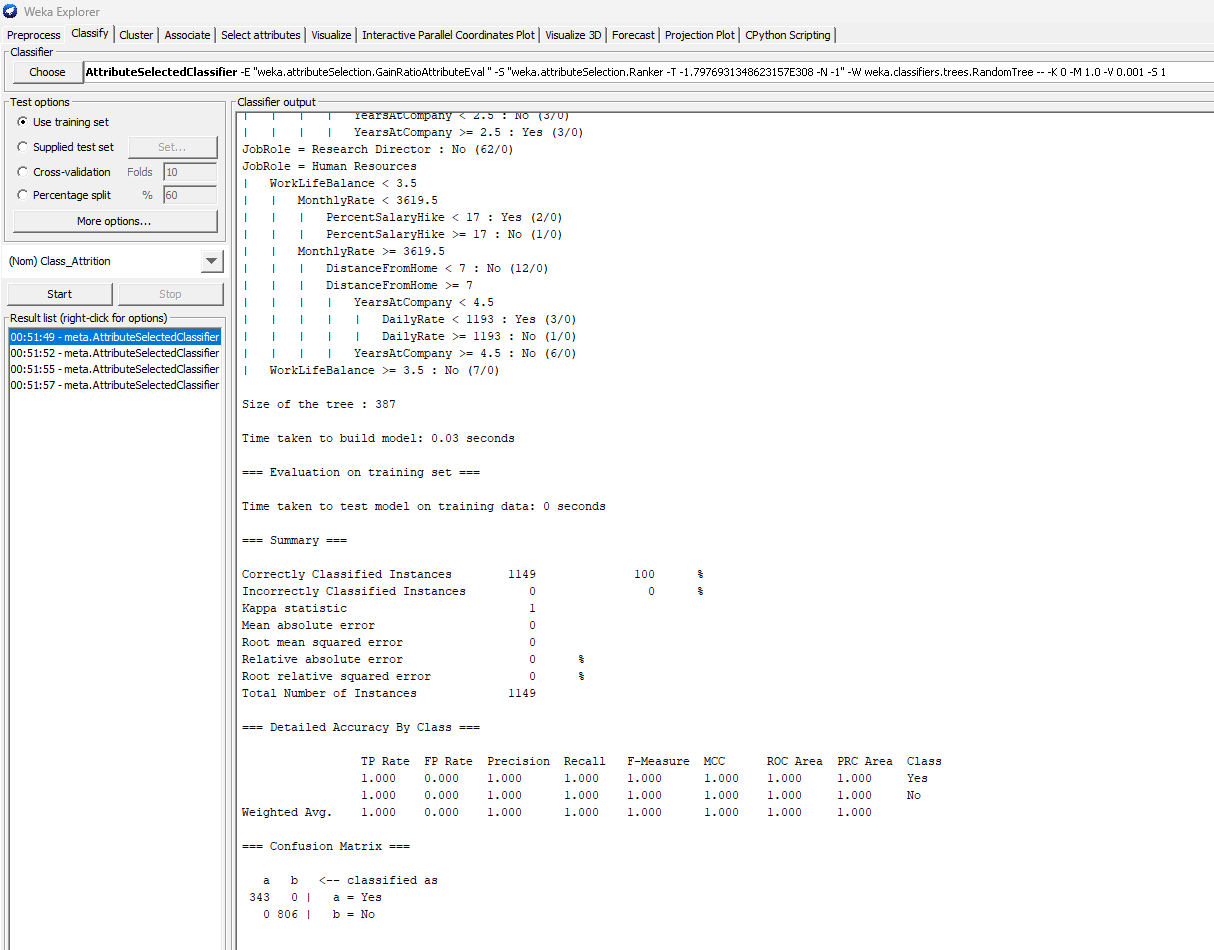 Weka Explorer
Preprocess Classify Cluster Associate Select attributes Visualize Interactive Parallel Coordinates Plot Visualize 3D Forecast Projection Plot CPython Scripting
Classifier
Choose AttributeSelectedClassifier -E "weka.attributeSelection.GainRatioAttributeEval " -S "weka.attributeSelection.Ranker -T -1.7976931348623157E308 -N -1" -W weka.classifiers.trees.RandomTree -- -K 0 -M 1.0 -V 0.001 -S 1
Test options
Use training set
Supplied test set Set...
Cross-validation Folds 10
Percentage split % 60
More options...
(Nom) Class_Attrition
Start Stop
Result list (right-click for options)
00:51:49 - meta.AttributeSelectedClassifier
00:51:52 - meta.AttributeSelectedClassifier
00:51:55 - meta.AttributeSelectedClassifier
00:51:57 - meta.AttributeSelectedClassifier
Classifier output
| | | | YearsAtCompany < 2.5 : No (3/0)
| | | | YearsAtCompany >= 2.5 : Yes (3/0)
JobRole = Research Director : No (62/0)
JobRole = Human Resources
| WorkLifeBalance < 3.5
| | MonthlyRate < 3619.5
| | | PercentSalaryHike < 17 : Yes (2/0)
| | | PercentSalaryHike >= 17 : No (1/0)
| | MonthlyRate >= 3619.5
| | | DistanceFromHome < 7 : No (12/0)
| | | DistanceFromHome >= 7
| | | | YearsAtCompany < 4.5
| | | | | DailyRate < 1193 : Yes (3/0)
| | | | | DailyRate >= 1193 : No (1/0)
| | | | YearsAtCompany >= 4.5 : No (6/0)
| WorkLifeBalance >= 3.5 : No (7/0)
Size of the tree : 387
Time taken to build model: 0.03 seconds
=== Evaluation on training set ===
Time taken to test model on training data: 0 seconds
=== Summary ===
Correctly Classified Instances 1149 100 %
Incorrectly Classified Instances 0 0 %
Kappa statistic 1
Mean absolute error 0
Root mean squared error 0
Relative absolute error 0 %
Root relative squared error 0 %
Total Number of Instances 1149
=== Detailed Accuracy By Class ===
TP Rate FP Rate Precision Recall F-Measure MCC ROC Area PRC Area Class
1.000 0.000 1.000 1.000 1.000 1.000 1.000 1.000 Yes
1.000 0.000 1.000 1.000 1.000 1.000 1.000 1.000 No
Weighted Avg. 1.000 0.000 1.000 1.000 1.000 1.000 1.000 1.000
=== Confusion Matrix ===
a b <-- classified as
343 0 | a = Yes
0 806 | b = No